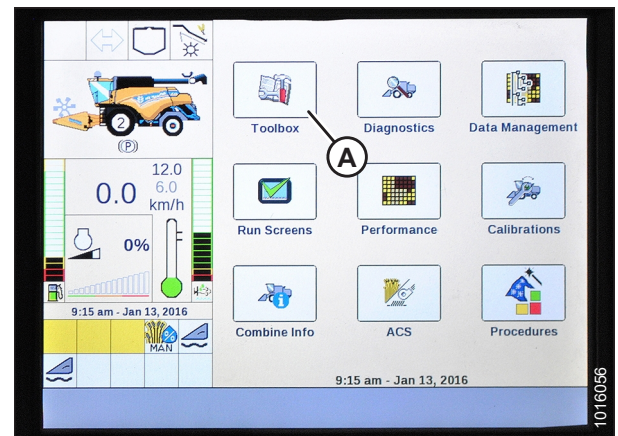 2
(P)
12.0
6.0
0.0
km/h
0%
9:15 am - Jan 13, 2016
MAN
Toolbox
Diagnostics
Data Management
A
Run Screens
Performance
Calibrations
Combine Info
ACS
Procedures
9:15 am - Jan 13, 2016
1016056